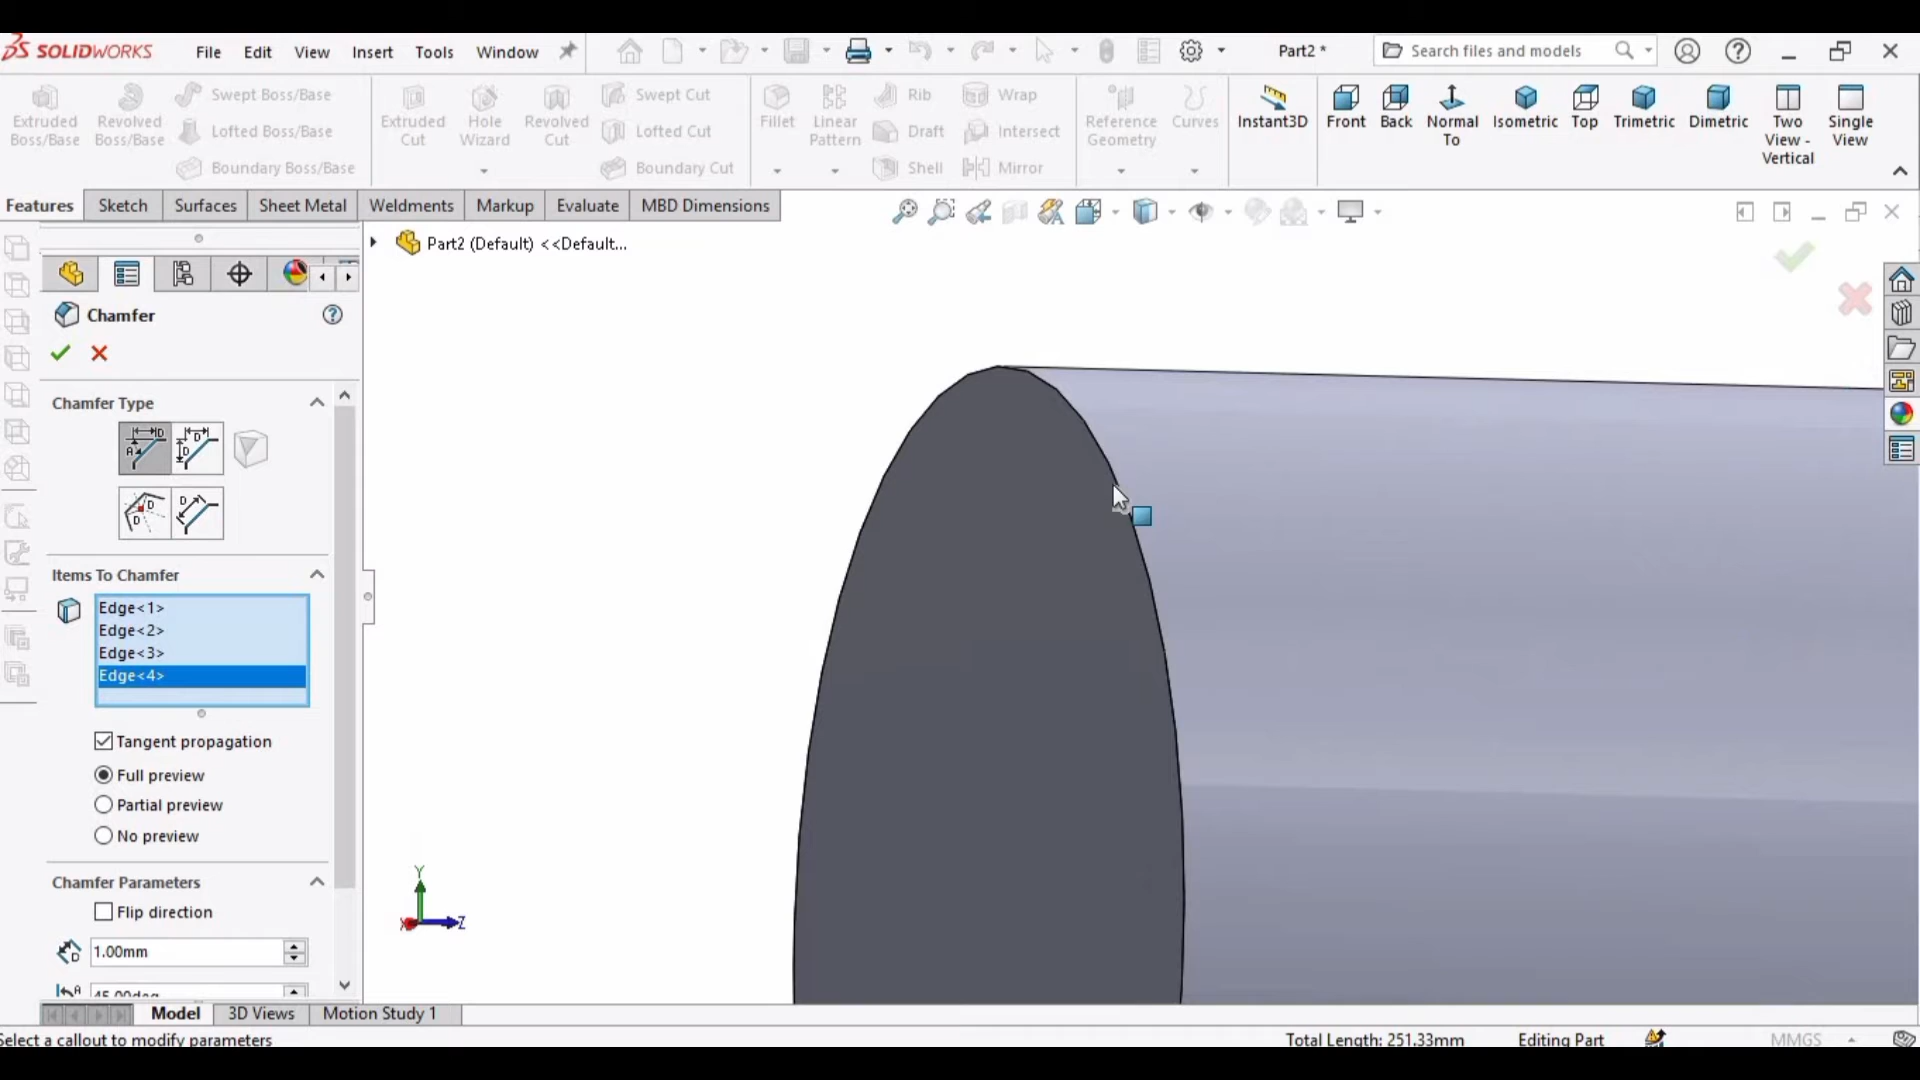 SOLIDWORKS File Edit View Insert Tools Window Part2 * Search files and models
Extruded Boss/Base
Revolved Boss/Base
Swept Boss/Base
Lofted Boss/Base
Boundary Boss/Base
Extruded Cut
Hole Wizard
Revolved Cut
Swept Cut
Lofted Cut
Boundary Cut
Fillet
Linear Pattern
Rib
Draft
Shell
Wrap
Intersect
Mirror
Reference Geometry
Curves
Instant3D
Front
Back
Normal To
Isometric
Top
Trimetric
Dimetric
Two View - Vertical
Single View
Features Sketch Surfaces Sheet Metal Weldments Markup Evaluate MBD Dimensions
Part2 (Default) <<Default...
Chamfer
Chamfer Type
Items To Chamfer
Edge<1>
Edge<2>
Edge<3>
Edge<4>
Tangent propagation
Full preview
Partial preview
No preview
Chamfer Parameters
Flip direction
1.00mm
45.00deg
Y
X
Z
Model 3D Views Motion Study 1
Select a callout to modify parameters Total Length: 251.33mm Editing Part MMGS